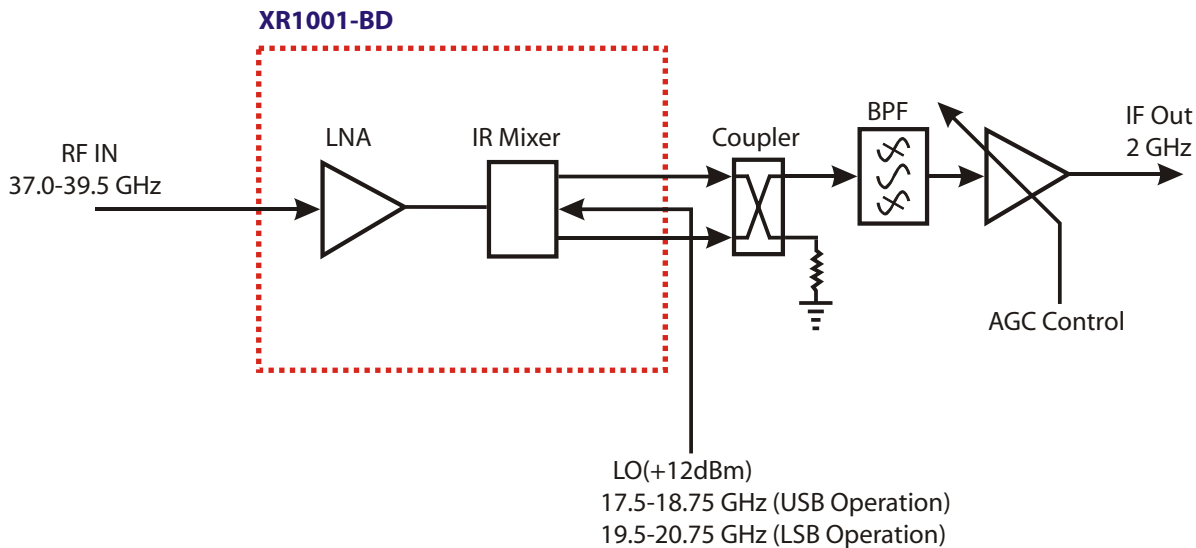 XR1001-BD
RF IN
37.0-39.5 GHz
LNA
IR Mixer
Coupler
BPF
IF Out
2 GHz
AGC Control
LO(+12dBm)
17.5-18.75 GHz (USB Operation)
19.5-20.75 GHz (LSB Operation)